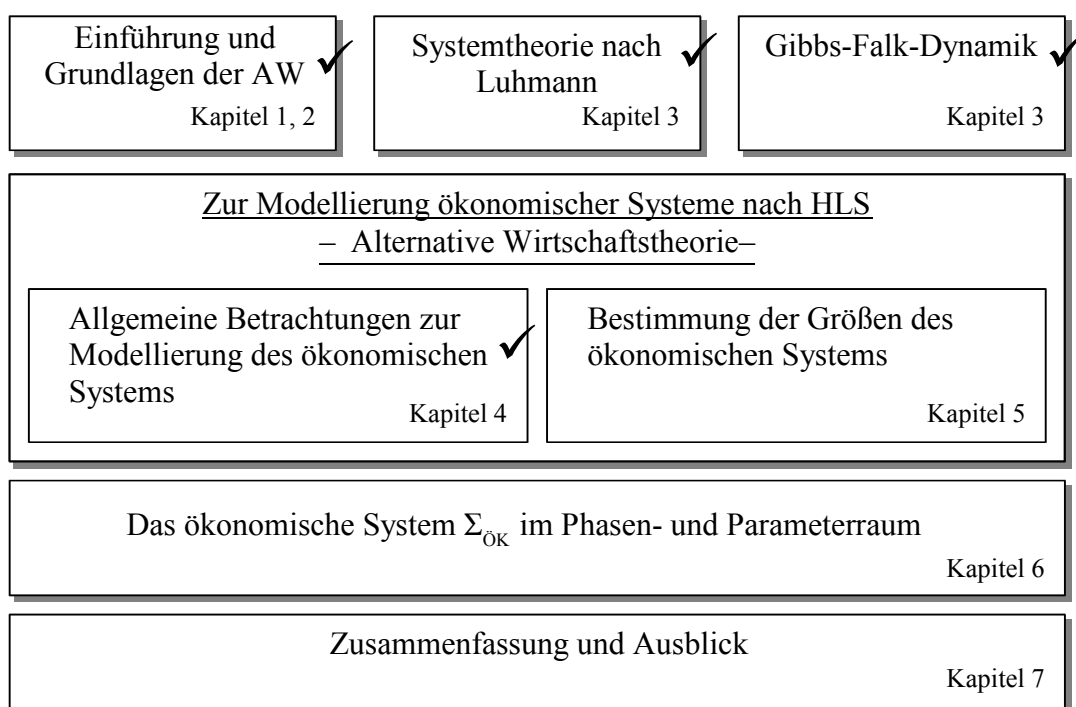 Einführung und
Grundlagen der AW ✓
Kapitel 1, 2
Systemtheorie nach ✓
Luhmann
Kapitel 3
Gibbs-Falk-Dynamik ✓
Kapitel 3
Zur Modellierung ökonomischer Systeme nach HLS
– Alternative Wirtschaftstheorie–
Allgemeine Betrachtungen zur
Modellierung des ökonomischen ✓
Systems
Kapitel 4
Bestimmung der Größen des
ökonomischen Systems
Kapitel 5
Das ökonomische System Σ_ÖK im Phasen- und Parameterraum
Kapitel 6
Zusammenfassung und Ausblick
Kapitel 7